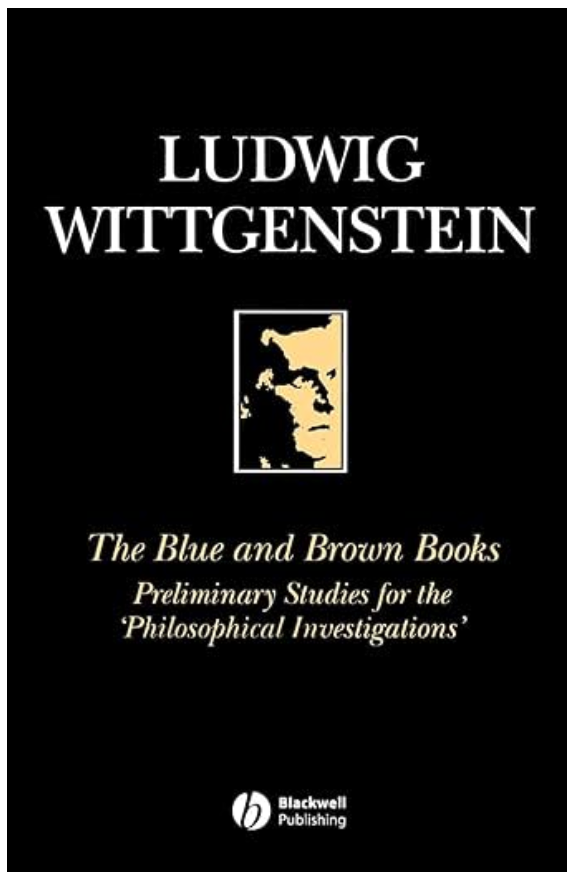 LUDWIG
WITTGENSTEIN
The Blue and Brown Books
Preliminary Studies for the
‘Philosophical Investigations’
b Blackwell
Publishing